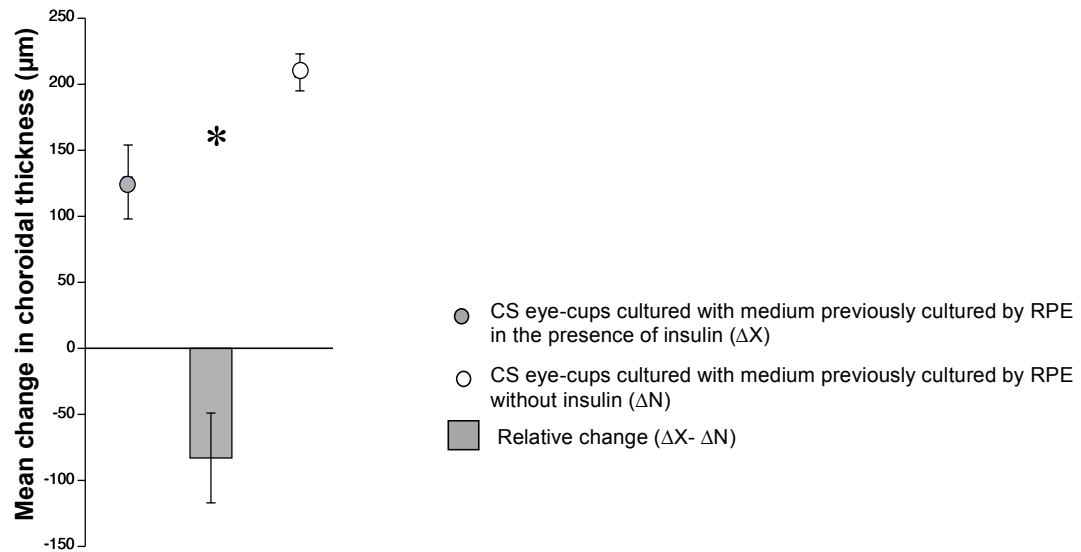 Mean change in choroidal thickness (µm)
250
200
150
100
50
0
-50
-100
-150
*
CS eye-cups cultured with medium previously cultured by RPE
in the presence of insulin (ΔX)
CS eye-cups cultured with medium previously cultured by RPE
without insulin (ΔN)
Relative change (ΔX- ΔN)